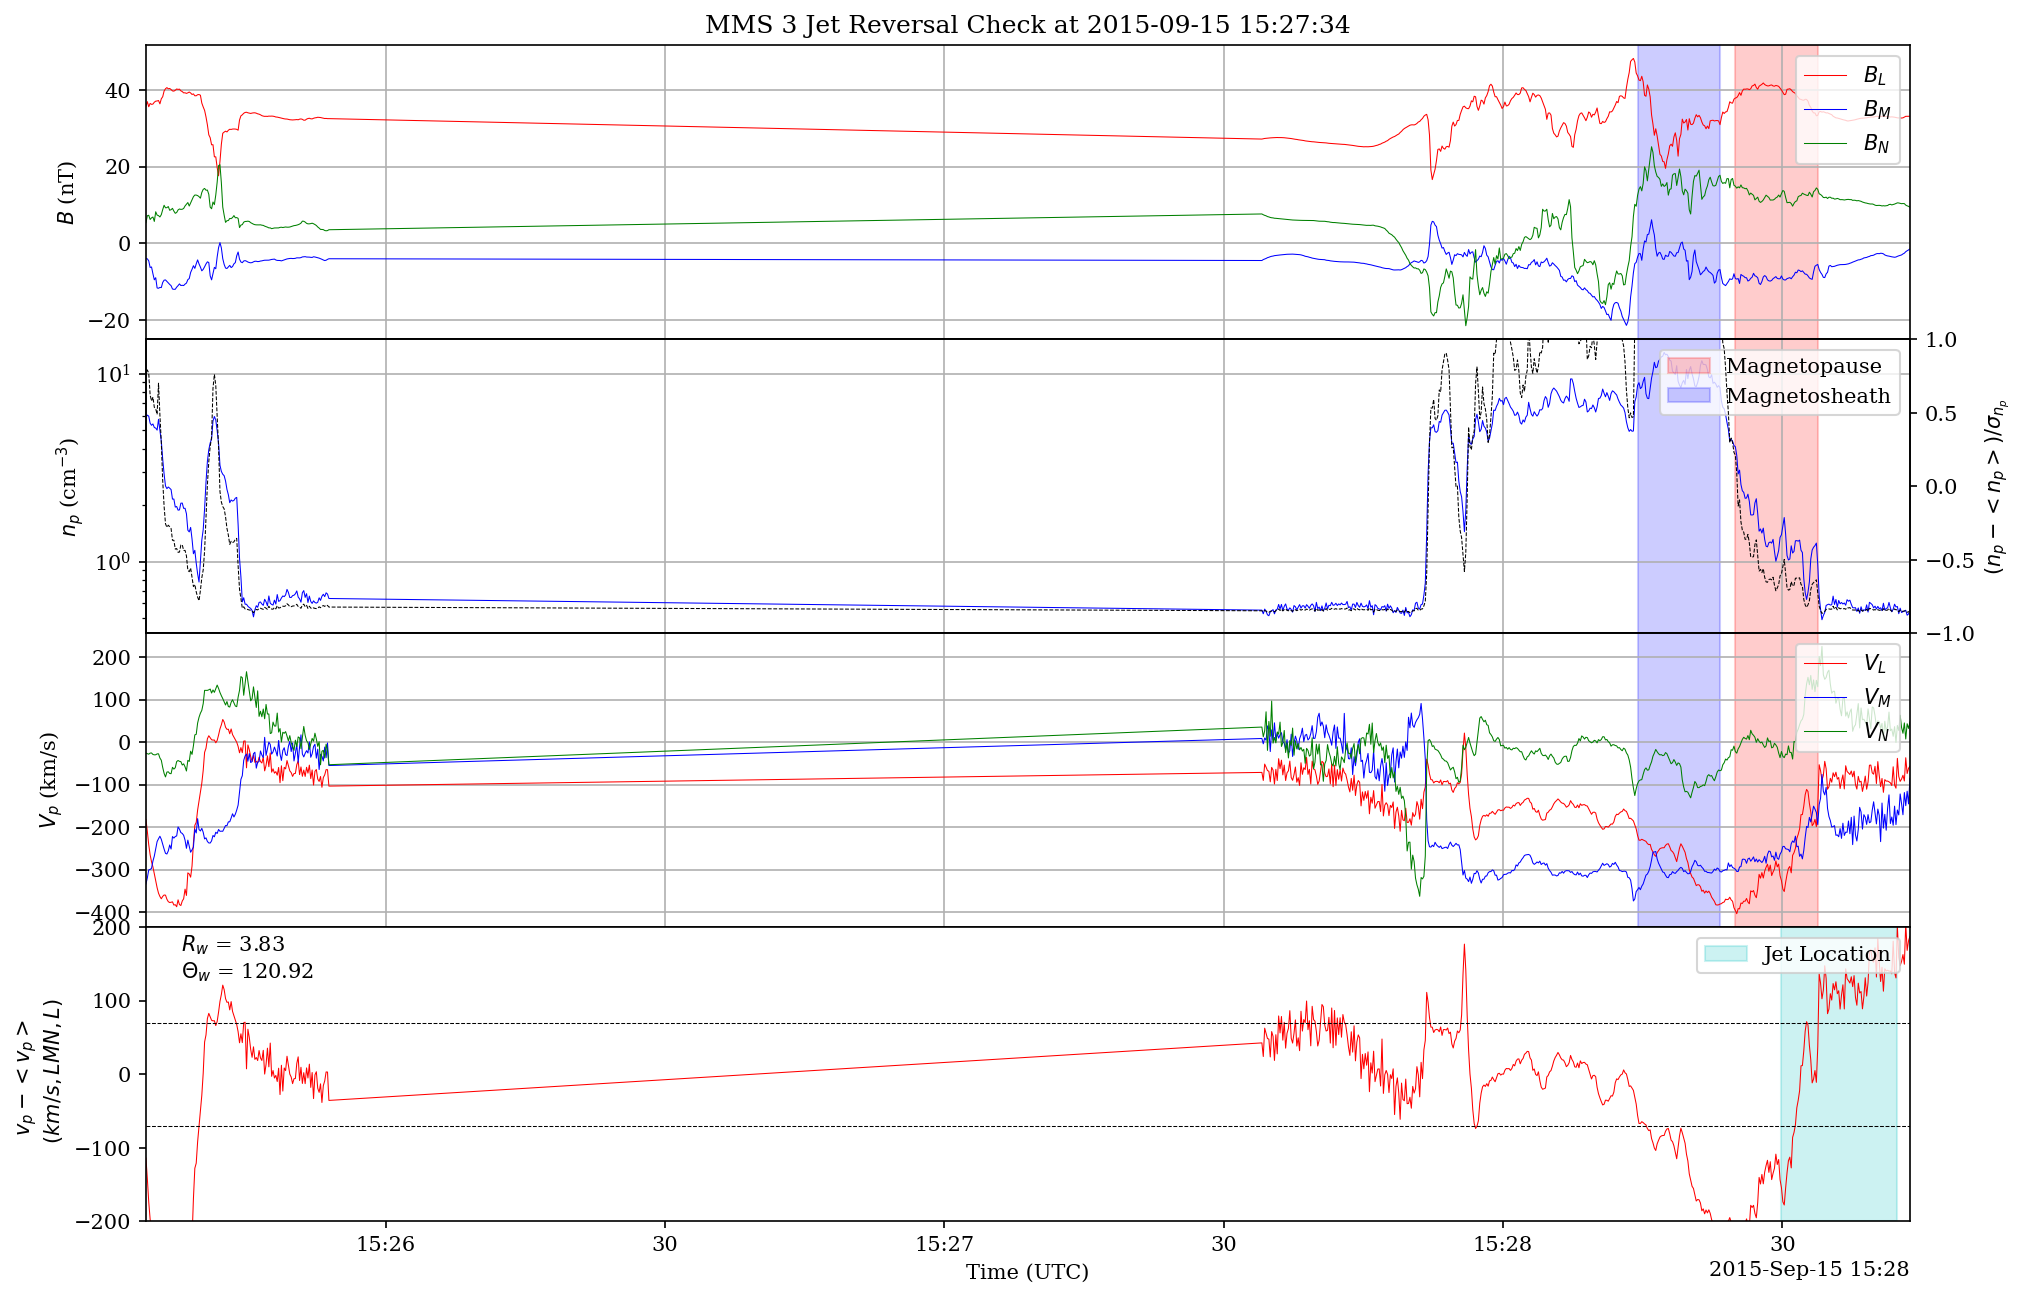 MMS 3 Jet Reversal Check at 2015-09-15 15:27:34
B (nT)
40
20
0
−20
B_L
B_M
B_N
n_p (cm^{−3})
10^1
10^0
Magnetopause
Magnetosheath
1.0
0.5
0.0
−0.5
−1.0
(n_p − < n_p >)/σ_{n_p}
V_p (km/s)
200
100
0
−100
−200
−300
−400
V_L
V_M
V_N
v_p − < v_p >
(km/s, LMN, L)
200
100
0
−100
−200
R_w = 3.83
Θ_w = 120.92
Jet Location
15:26
30
15:27
30
15:28
30
Time (UTC)
2015-Sep-15 15:28